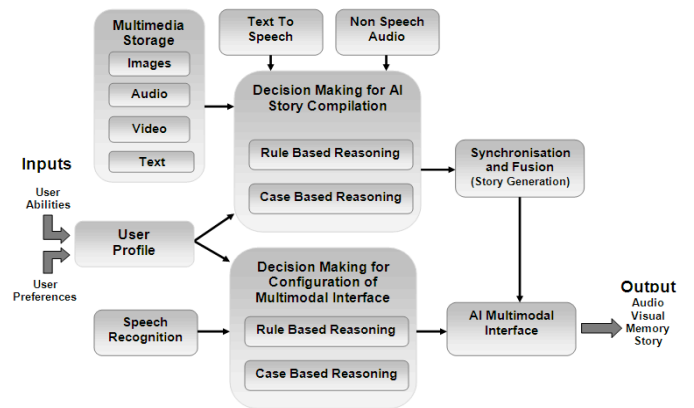 Multimedia
Storage
Images
Audio
Video
Text
Text To
Speech
Non Speech
Audio
Decision Making for AI
Story Compilation
Rule Based Reasoning
Case Based Reasoning
Synchronisation
and Fusion
(Story Generation)
Inputs
User
Abilities
User
Preferences
User
Profile
Speech
Recognition
Decision Making for
Configuration of
Multimodal Interface
Rule Based Reasoning
Case Based Reasoning
AI Multimodal
Interface
Output
Audio
Visual
Memory
Story